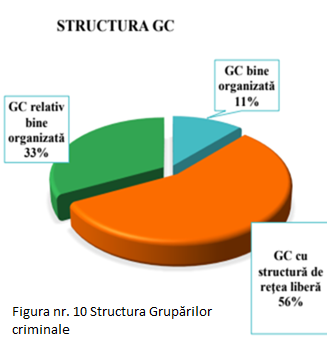 STRUCTURA GC
GC bine
organizată
11%
GC relativ
bine
organizată
33%
GC cu
structură de
rețea liberă
56%
Figura nr. 10 Structura Grupărilor
criminale